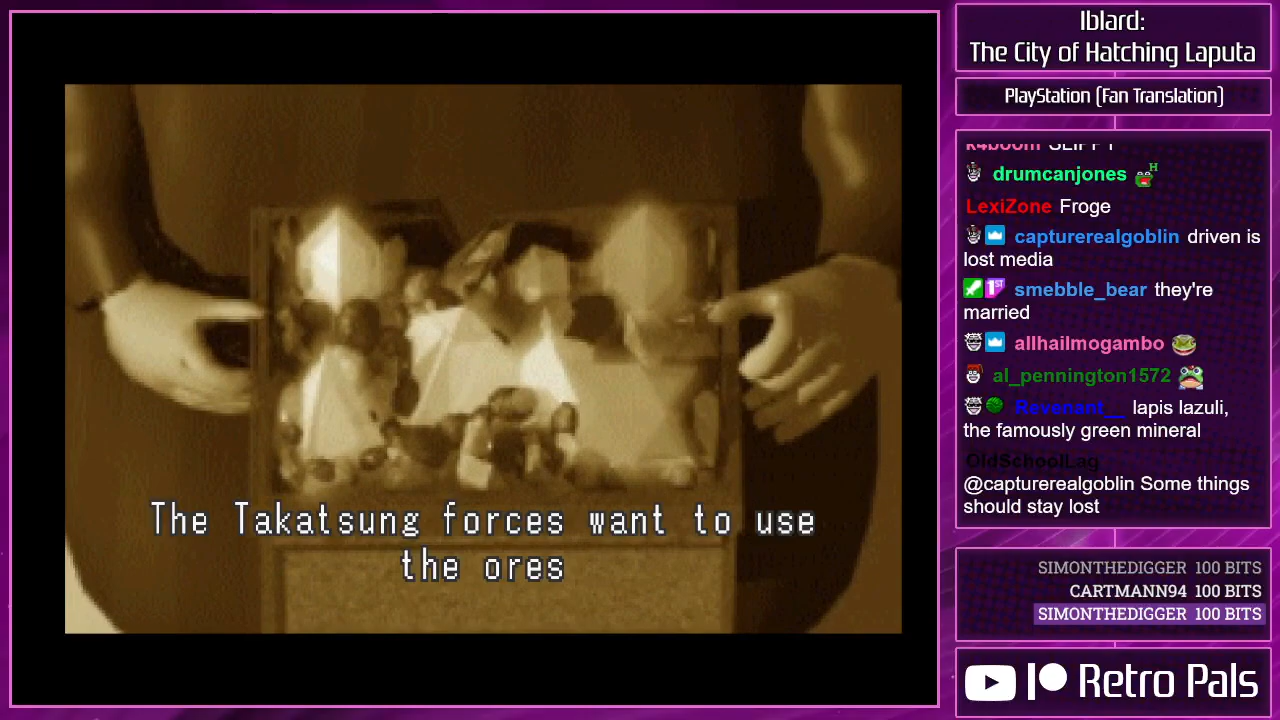 Iblard:
The City of Hatching Laputa
PlayStation (Fan Translation)
k4boom SLIPPY
drumcanjones
LexiZone Froge
capturerealgoblin driven is
lost media
smebble_bear they're
married
allhailmogambo
al_pennington1572
Revenant__ lapis lazuli,
the famously green mineral
OldSchoolLag
@capturerealgoblin Some things
should stay lost
The Takatsung forces want to use
the ores
SIMONTHEDIGGER 100 BITS
CARTMANN94 100 BITS
SIMONTHEDIGGER 100 BITS
Retro Pals